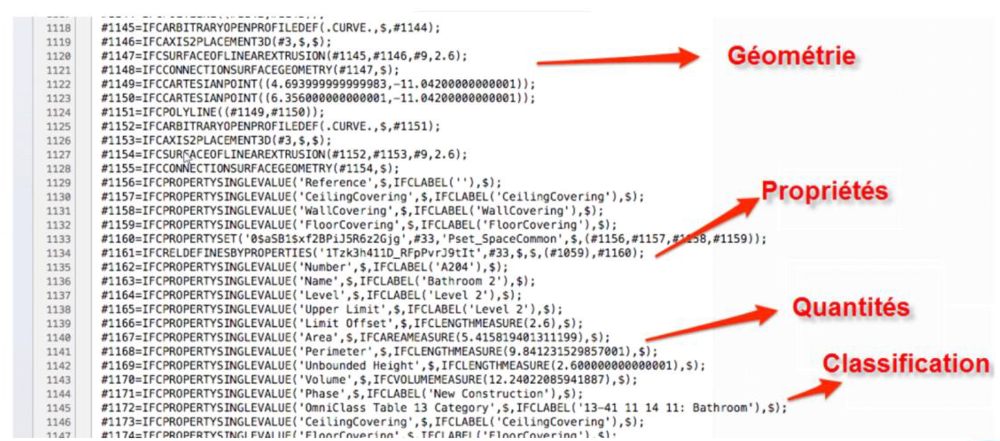 1118 #1145=IFCARBITRARYOPENPROFILEDEF(.CURVE.,$,#1144);
1119 #1146=IFCAXIS2PLACEMENT3D(#3,$,$);
1120 #1147=IFCSURFACEOFLINEAREXTRUSION(#1145,#1146,#9,2.6);
Géométrie
1121 #1148=IFCCONNECTIONSURFACEGEOMETRY(#1147,$);
1122 #1149=IFCCARTESIANPOINT((4.693999999999983,-11.04200000000001));
1123 #1150=IFCCARTESIANPOINT((6.356000000000001,-11.04200000000001));
1124 #1151=IFCPOLYLINE((#1149,#1150));
1125 #1152=IFCARBITRARYOPENPROFILEDEF(.CURVE.,$,#1151);
1126 #1153=IFCAXIS2PLACEMENT3D(#3,$,$);
1127 #1154=IFCSURFACEOFLINEAREXTRUSION(#1152,#1153,#9,2.6);
1128 #1155=IFCCONNECTIONSURFACEGEOMETRY(#1154,$);
1129 #1156=IFCPROPERTYSINGLEVALUE('Reference',$,IFCLABEL(''),$);
Propriétés
1130 #1157=IFCPROPERTYSINGLEVALUE('CeilingCovering',$,IFCLABEL('CeilingCovering'),$);
1131 #1158=IFCPROPERTYSINGLEVALUE('WallCovering',$,IFCLABEL('WallCovering'),$);
1132 #1159=IFCPROPERTYSINGLEVALUE('FloorCovering',$,IFCLABEL('FloorCovering'),$);
1133 #1160=IFCPROPERTYSET('0$aSB1$xf2BPiJ5R6z2Gjg',#33,'Pset_SpaceCommon',$,(#1156,#1157,#1158,#1159));
1134 #1161=IFCRELDEFINESBYPROPERTIES('1Tzk3h411D_RFpPvrJ9tIt',#33,$,$,(#1059),#1160);
1135 #1162=IFCPROPERTYSINGLEVALUE('Number',$,IFCLABEL('A204'),$);
1136 #1163=IFCPROPERTYSINGLEVALUE('Name',$,IFCLABEL('Bathroom 2'),$);
1137 #1164=IFCPROPERTYSINGLEVALUE('Level',$,IFCLABEL('Level 2'),$);
1138 #1165=IFCPROPERTYSINGLEVALUE('Upper Limit',$,IFCLABEL('Level 2'),$);
Quantités
1139 #1166=IFCPROPERTYSINGLEVALUE('Limit Offset',$,IFCLENGTHMEASURE(2.6),$);
1140 #1167=IFCPROPERTYSINGLEVALUE('Area',$,IFCAREAMEASURE(5.415819401311199),$);
1141 #1168=IFCPROPERTYSINGLEVALUE('Perimeter',$,IFCLENGTHMEASURE(9.841231529857001),$);
1142 #1169=IFCPROPERTYSINGLEVALUE('Unbounded Height',$,IFCLENGTHMEASURE(2.600000000000001),$);
Classification
1143 #1170=IFCPROPERTYSINGLEVALUE('Volume',$,IFCVOLUMEMEASURE(12.24022085941887),$);
1144 #1171=IFCPROPERTYSINGLEVALUE('Phase',$,IFCLABEL('New Construction'),$);
1145 #1172=IFCPROPERTYSINGLEVALUE('OmniClass Table 13 Category',$,IFCLABEL('13-41 11 14 11: Bathroom'),$);
1146 #1173=IFCPROPERTYSINGLEVALUE('CeilingCovering',$,IFCLABEL('CeilingCovering'),$);
1147 #1174=IFCPROPERTYSINGLEVALUE('FloorCovering',$,IFCLABEL('FloorCovering'),$);